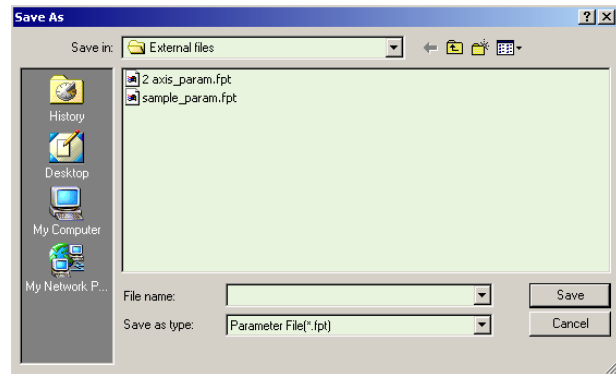 Save As
Save in:
External files
History
Desktop
My Computer
My Network P...
2 axis_param.fpt
sample_param.fpt
File name:
Save
Save as type:
Parameter File(*.fpt)
Cancel